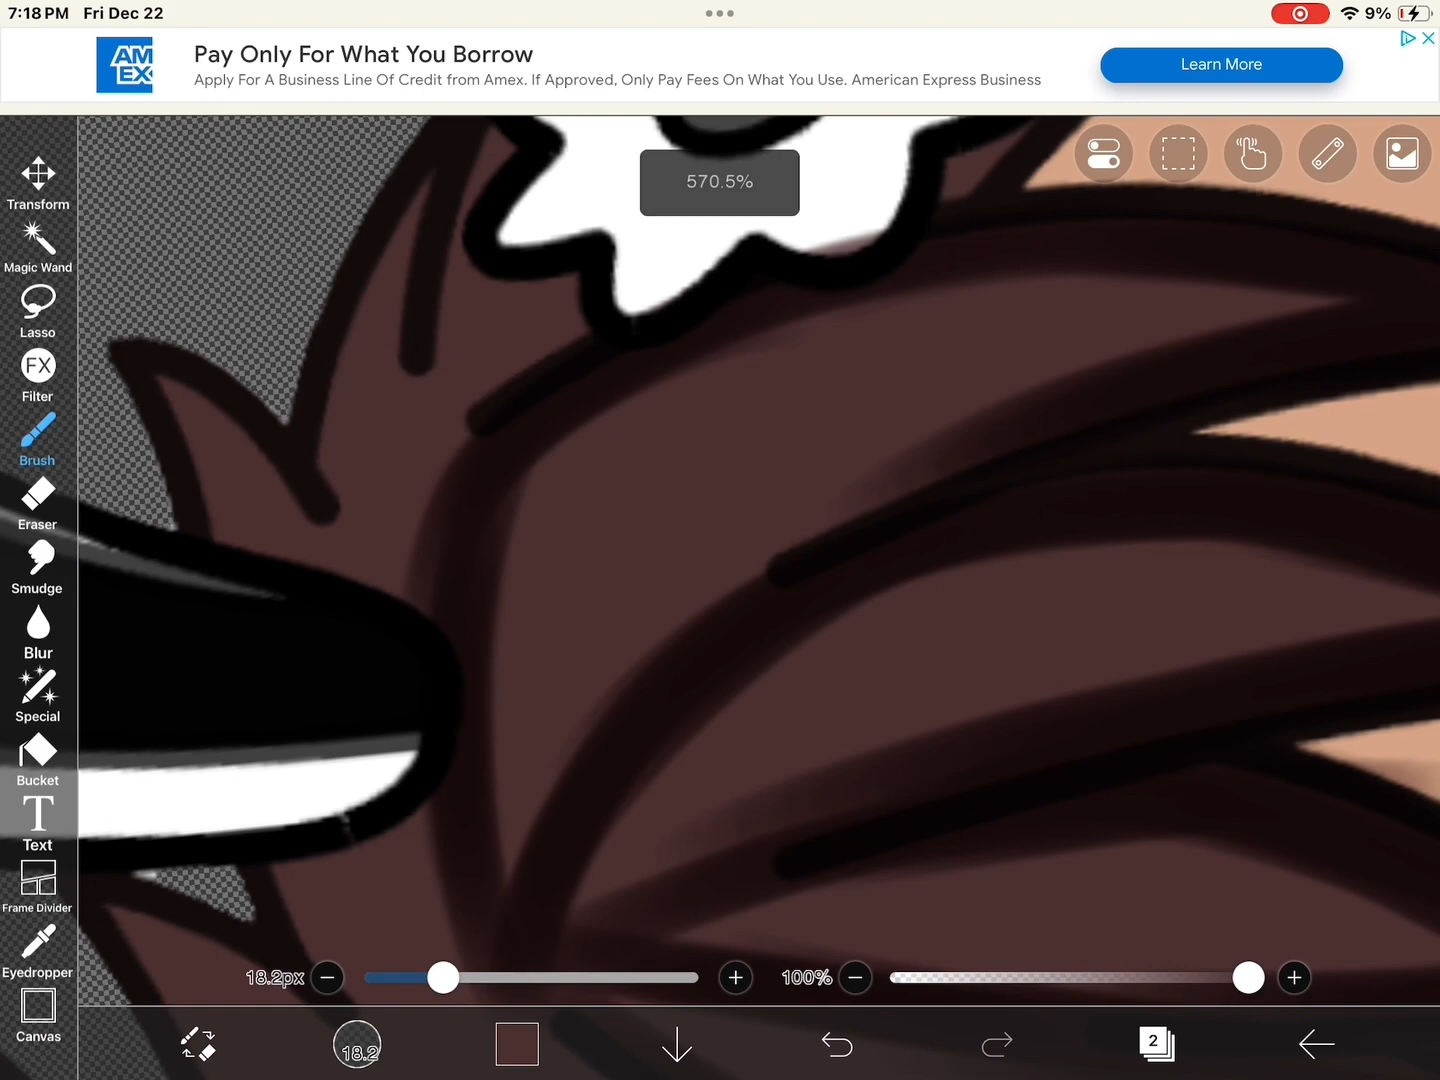 7:18 PM Fri Dec 22
9%
AM
EX
Pay Only For What You Borrow
Apply For A Business Line Of Credit from Amex. If Approved, Only Pay Fees On What You Use. American Express Business
Learn More
570.5%
Transform
Magic Wand
Lasso
FX
Filter
Brush
Eraser
Smudge
Blur
Special
Bucket
T
Text
Frame Divider
Eyedropper
Canvas
18.2px
100%
18.2
2